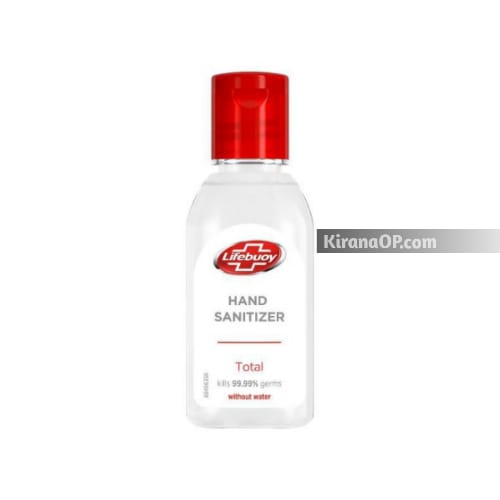 Lifebuoy
HAND
SANITIZER
Total
kills 99.99% germs
without water
KiranaOP.com